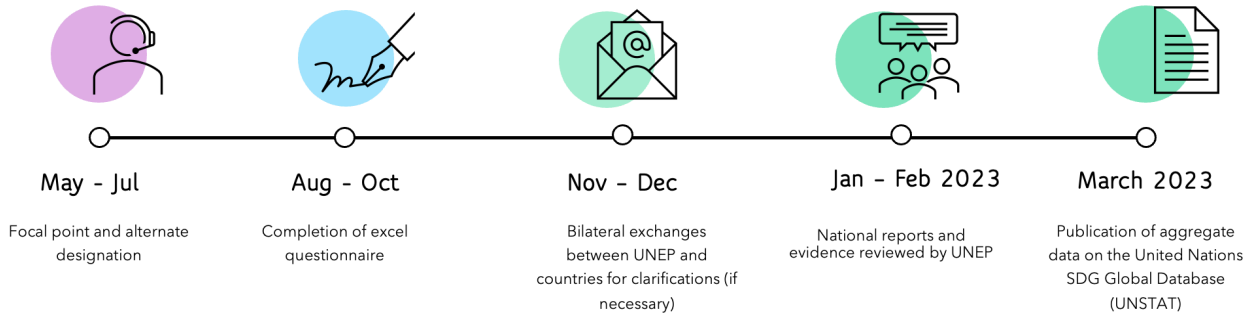 May - Jul
Focal point and alternate
designation
Aug - Oct
Completion of excel
questionnaire
Nov - Dec
Bilateral exchanges
between UNEP and
countries for clarifications (if
necessary)
Jan - Feb 2023
National reports and
evidence reviewed by UNEP
March 2023
Publication of aggregate
data on the United Nations
SDG Global Database
(UNSTAT)